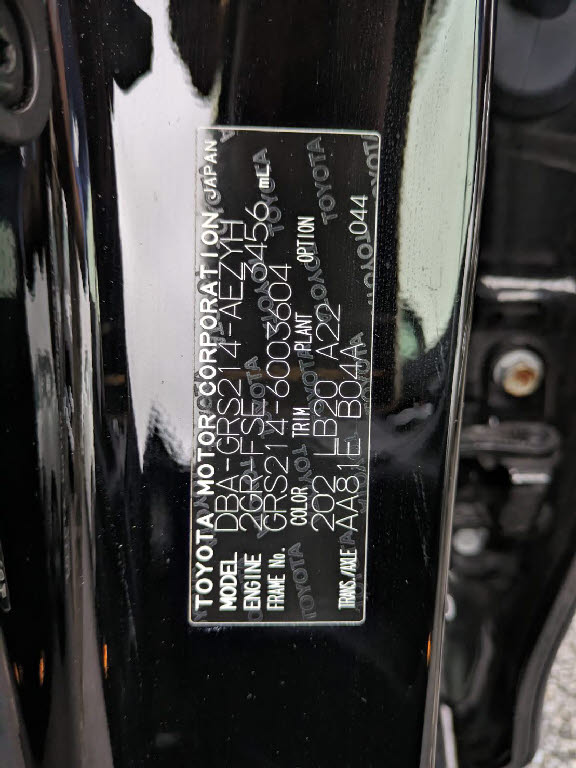 TOYOTA MOTOR CORPORATION JAPAN
MODEL DBA-GRS214-AEZYH
ENGINE 2GR-FSE 3456 mL
FRAME No. GRS214-6003604
COLOR TRIM PLANT OPTION
202 LB20 A22
TRANS./AXLE AA81E B04A 044